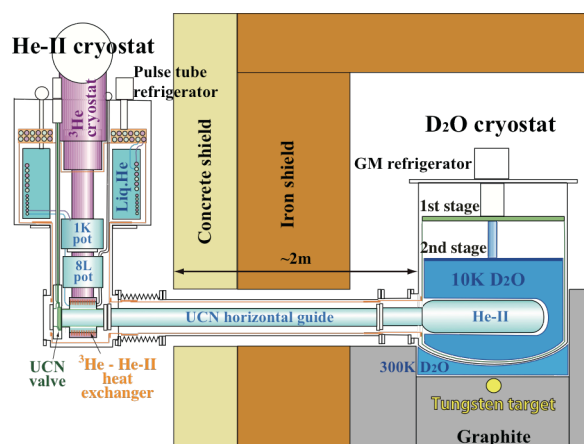 He-II cryostat
Pulse tube
refrigerator
³He
cryostat
Liq.He
1K
pot
8L
pot
UCN
valve
³He - He-II
heat
exchanger
Concrete shield
Iron shield
~2m
UCN horizontal guide
D₂O cryostat
GM refrigerator
1st stage
2nd stage
10K D₂O
He-II
300K D₂O
Tungsten target
Graphite